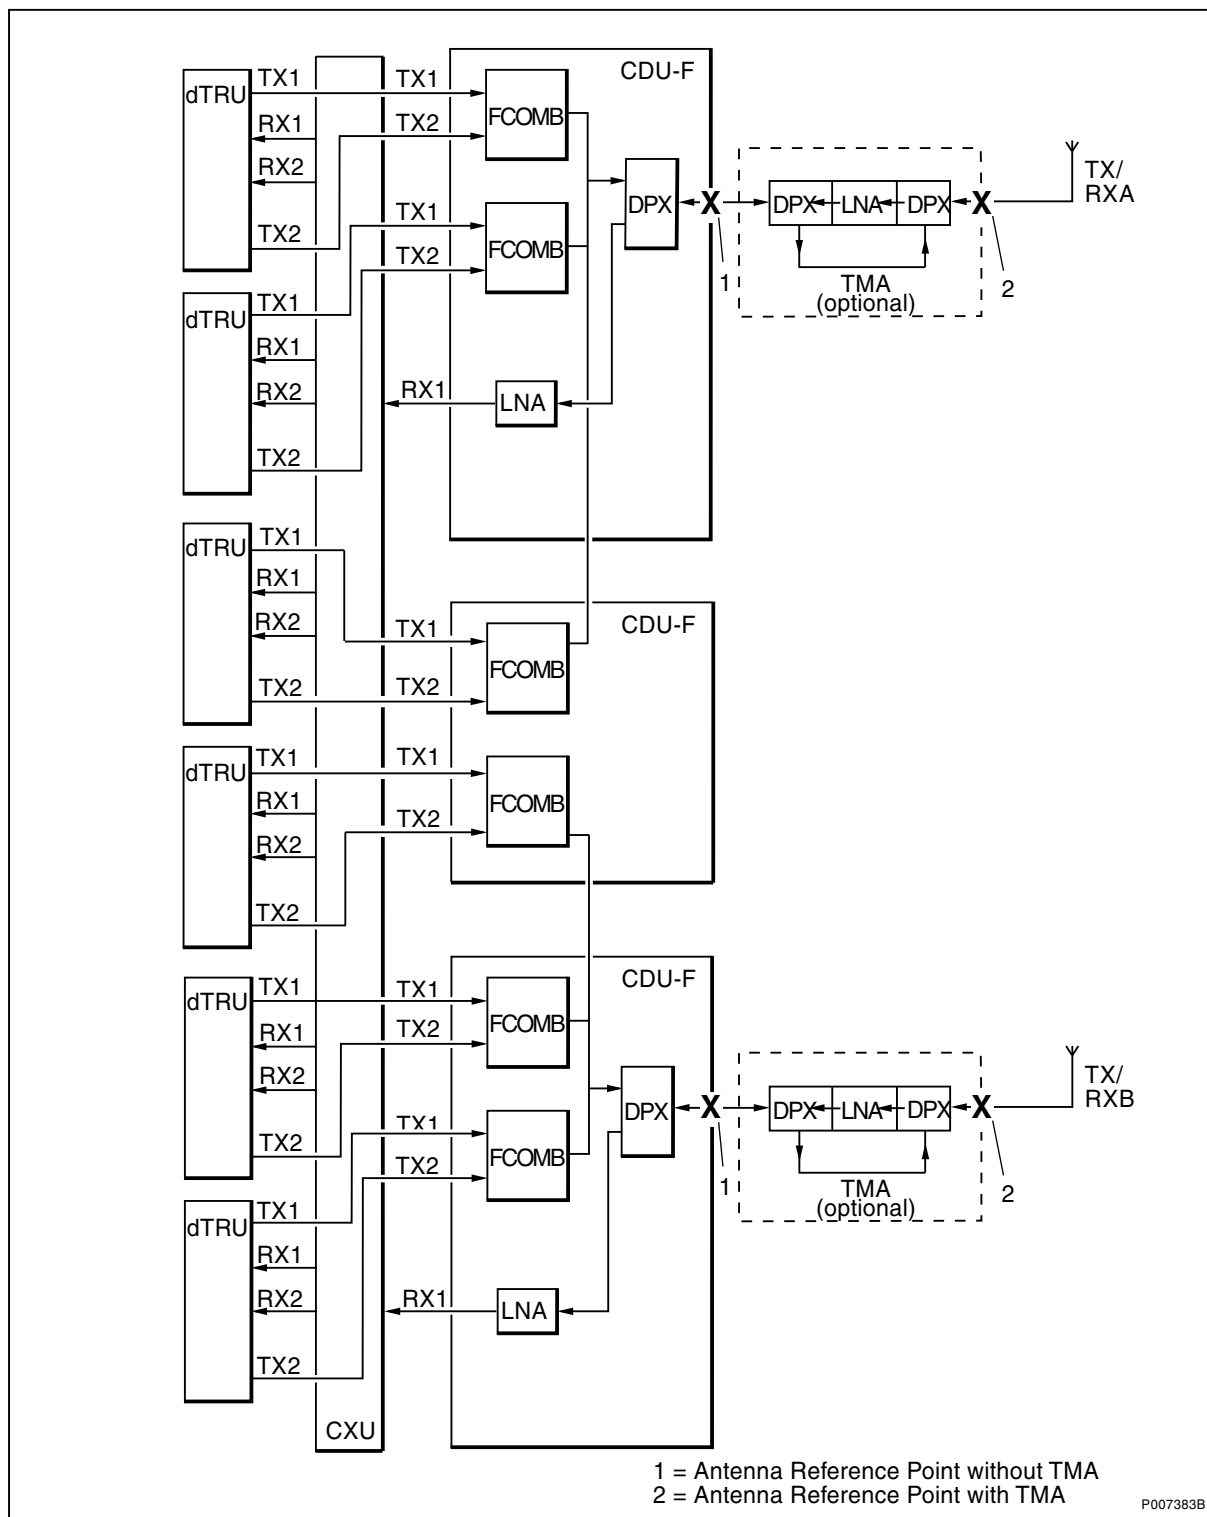 CDU-F
dTRU
TX1
TX1
FCOMB
RX1
TX2
RX2
TX2
DPX
X
DPX
LNA
DPX
X
TX/
RXA
TX1
FCOMB
TX2
1
TMA
(optional)
2
dTRU
TX1
RX1
RX2
RX1
LNA
TX2
dTRU
TX1
RX1
RX2
TX1
CDU-F
FCOMB
TX2
TX2
dTRU
TX1
TX1
FCOMB
RX1
TX2
RX2
TX2
CDU-F
dTRU
TX1
TX1
FCOMB
RX1
TX2
RX2
TX2
DPX
X
DPX
LNA
DPX
X
TX/
RXB
TX1
FCOMB
TX2
1
TMA
(optional)
2
dTRU
TX1
RX1
RX2
RX1
LNA
TX2
CXU
1 = Antenna Reference Point without TMA
2 = Antenna Reference Point with TMA
P007383B